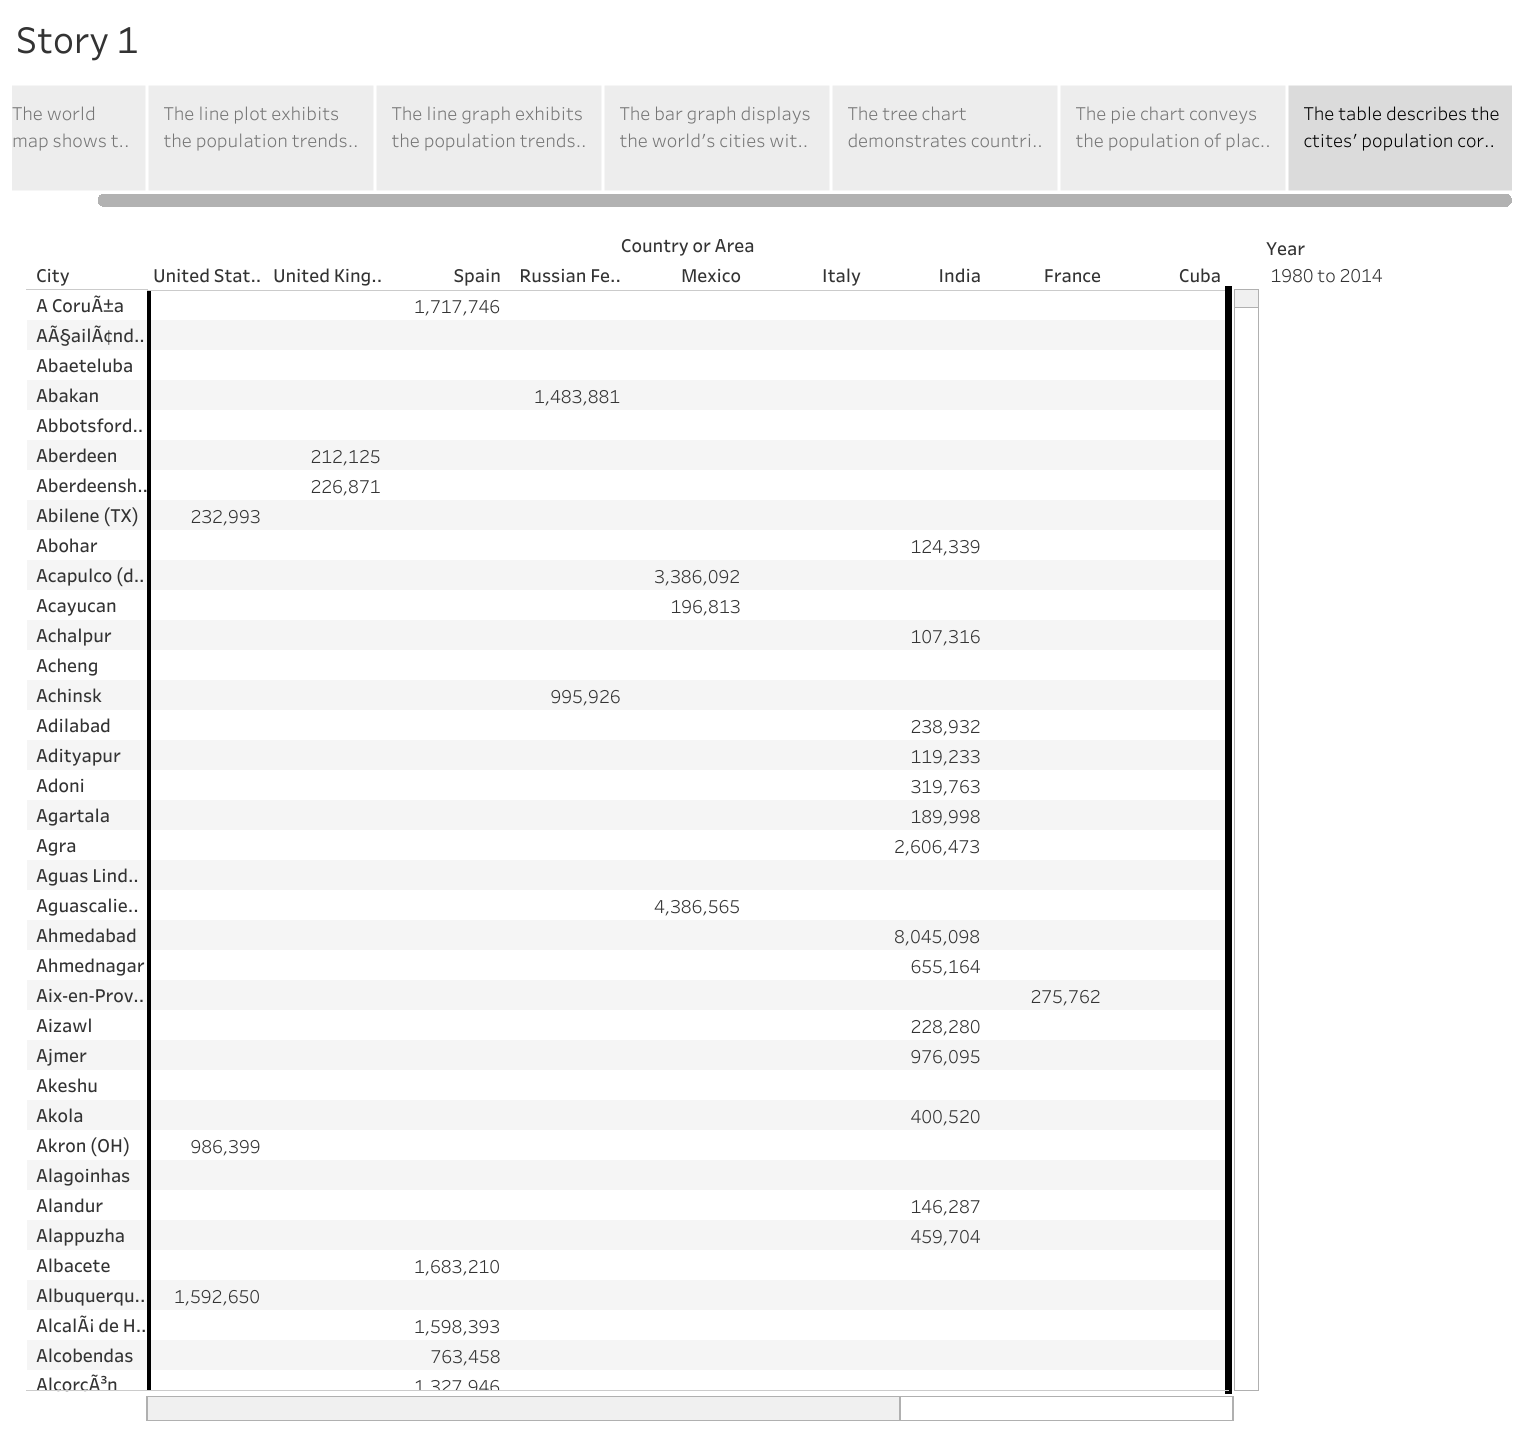 Story 1
The world
map shows t..
The line plot exhibits
the population trends..
The line graph exhibits
the population trends..
The bar graph displays
the world's cities wit..
The tree chart
demonstrates countri..
The pie chart conveys
the population of plac..
The table describes the
ctites' population cor..
Country or Area
City United Stat.. United King.. Spain Russian Fe.. Mexico Italy India France Cuba
Year
1980 to 2014
A CoruÃ±a 1,717,746
AÃ§ailÃ¢nd..
Abaeteluba
Abakan 1,483,881
Abbotsford..
Aberdeen 212,125
Aberdeensh.. 226,871
Abilene (TX) 232,993
Abohar 124,339
Acapulco (d.. 3,386,092
Acayucan 196,813
Achalpur 107,316
Acheng
Achinsk 995,926
Adilabad 238,932
Adityapur 119,233
Adoni 319,763
Agartala 189,998
Agra 2,606,473
Aguas Lind..
Aguascalie.. 4,386,565
Ahmedabad 8,045,098
Ahmednagar 655,164
Aix-en-Prov.. 275,762
Aizawl 228,280
Ajmer 976,095
Akeshu
Akola 400,520
Akron (OH) 986,399
Alagoinhas
Alandur 146,287
Alappuzha 459,704
Albacete 1,683,210
Albuquerqu.. 1,592,650
AlcalÃ¡ de H.. 1,598,393
Alcobendas 763,458
AlcorcÃ³n 1,327,946